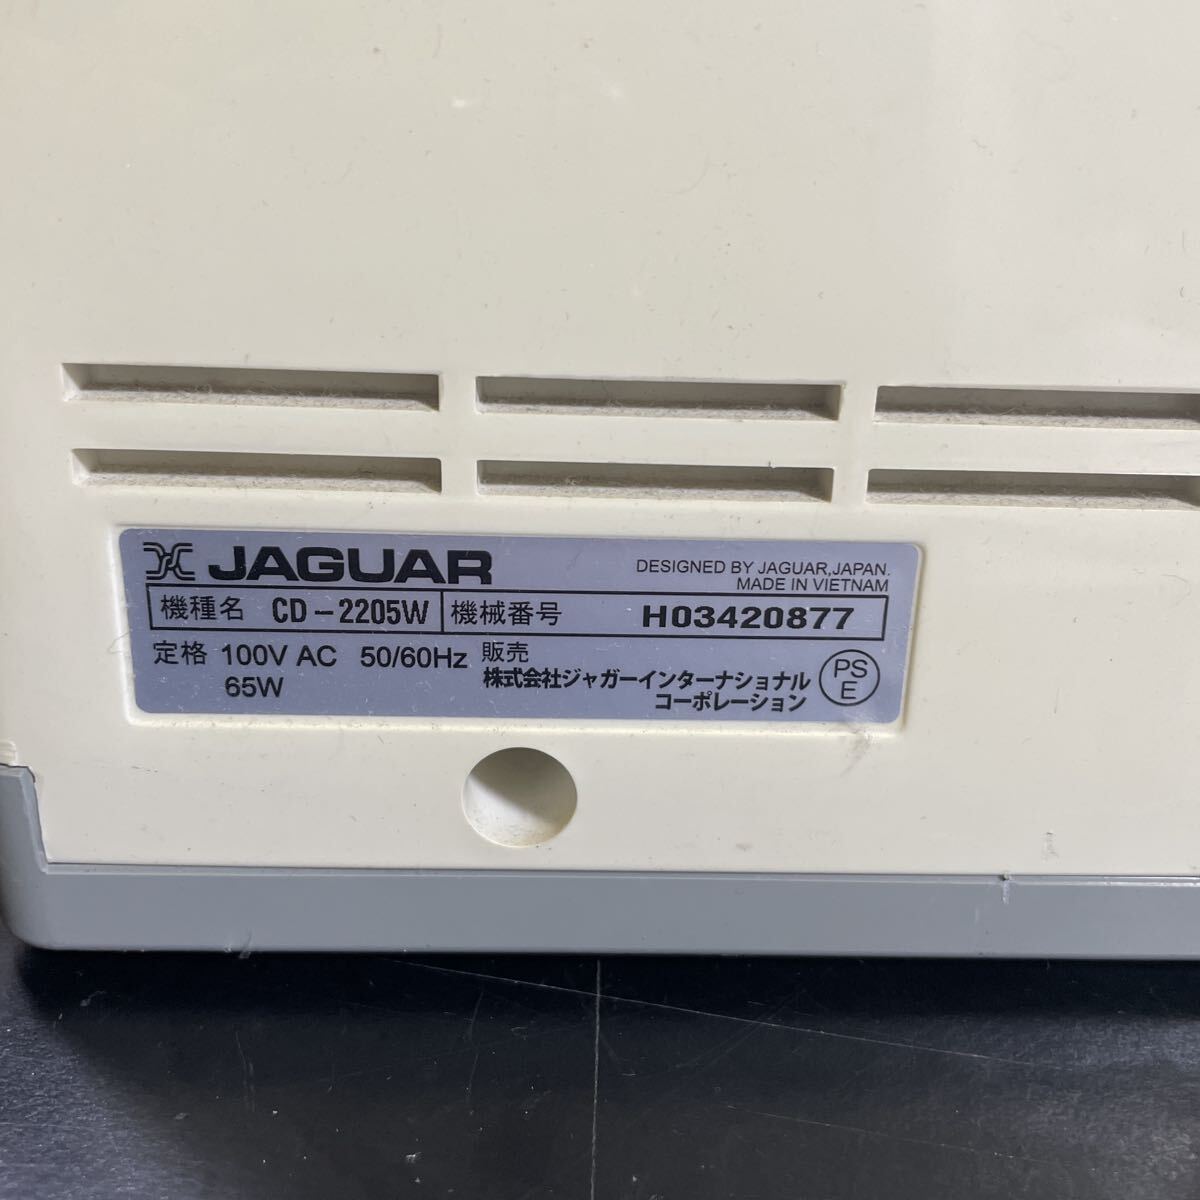 JAGUAR
DESIGNED BY JAGUAR,JAPAN.
MADE IN VIETNAM
機種名 CD-2205W 機械番号 H03420877
定格 100V AC 50/60Hz
65W
販売
株式会社ジャガーインターナショナル
コーポレーション
PS
E